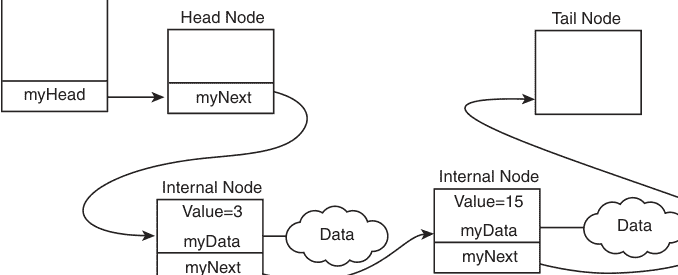 Head Node
Tail Node
myHead
myNext
Internal Node
Value=3
myData
myNext
Data
Internal Node
Value=15
myData
myNext
Data